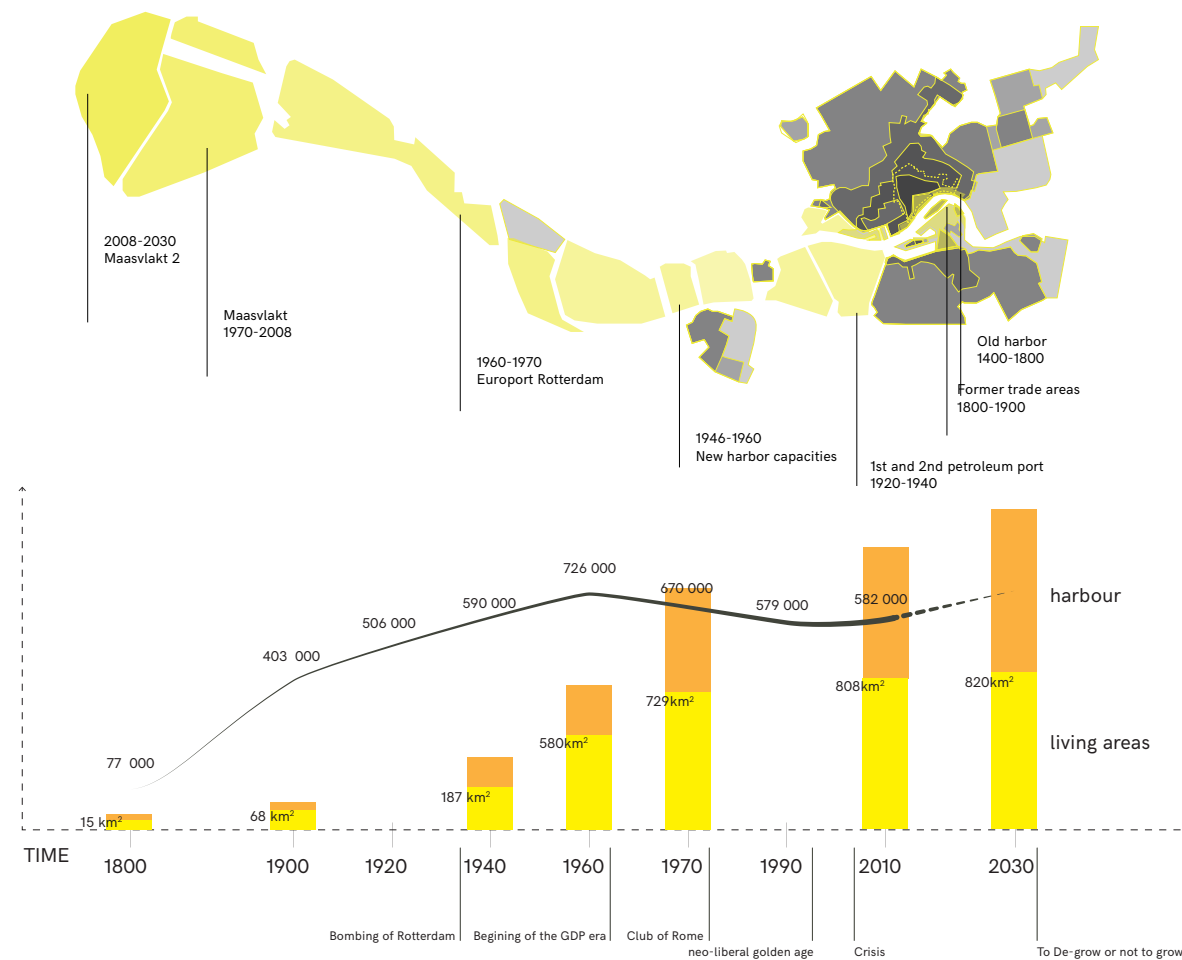 2008-2030
Maasvlakt 2
Maasvlakt
1970-2008
1960-1970
Europort Rotterdam
1946-1960
New harbor capacities
1st and 2nd petroleum port
1920-1940
Former trade areas
1800-1900
Old harbor
1400-1800
77 000
403 000
506 000
590 000
726 000
670 000
579 000
582 000
harbour
living areas
15 km²
68 km²
187 km²
580km²
729km²
808km²
820km²
TIME
1800
1900
1920
1940
1960
1970
1990
2010
2030
Bombing of Rotterdam
Begining of the GDP era
Club of Rome
neo-liberal golden age
Crisis
To De-grow or not to grow